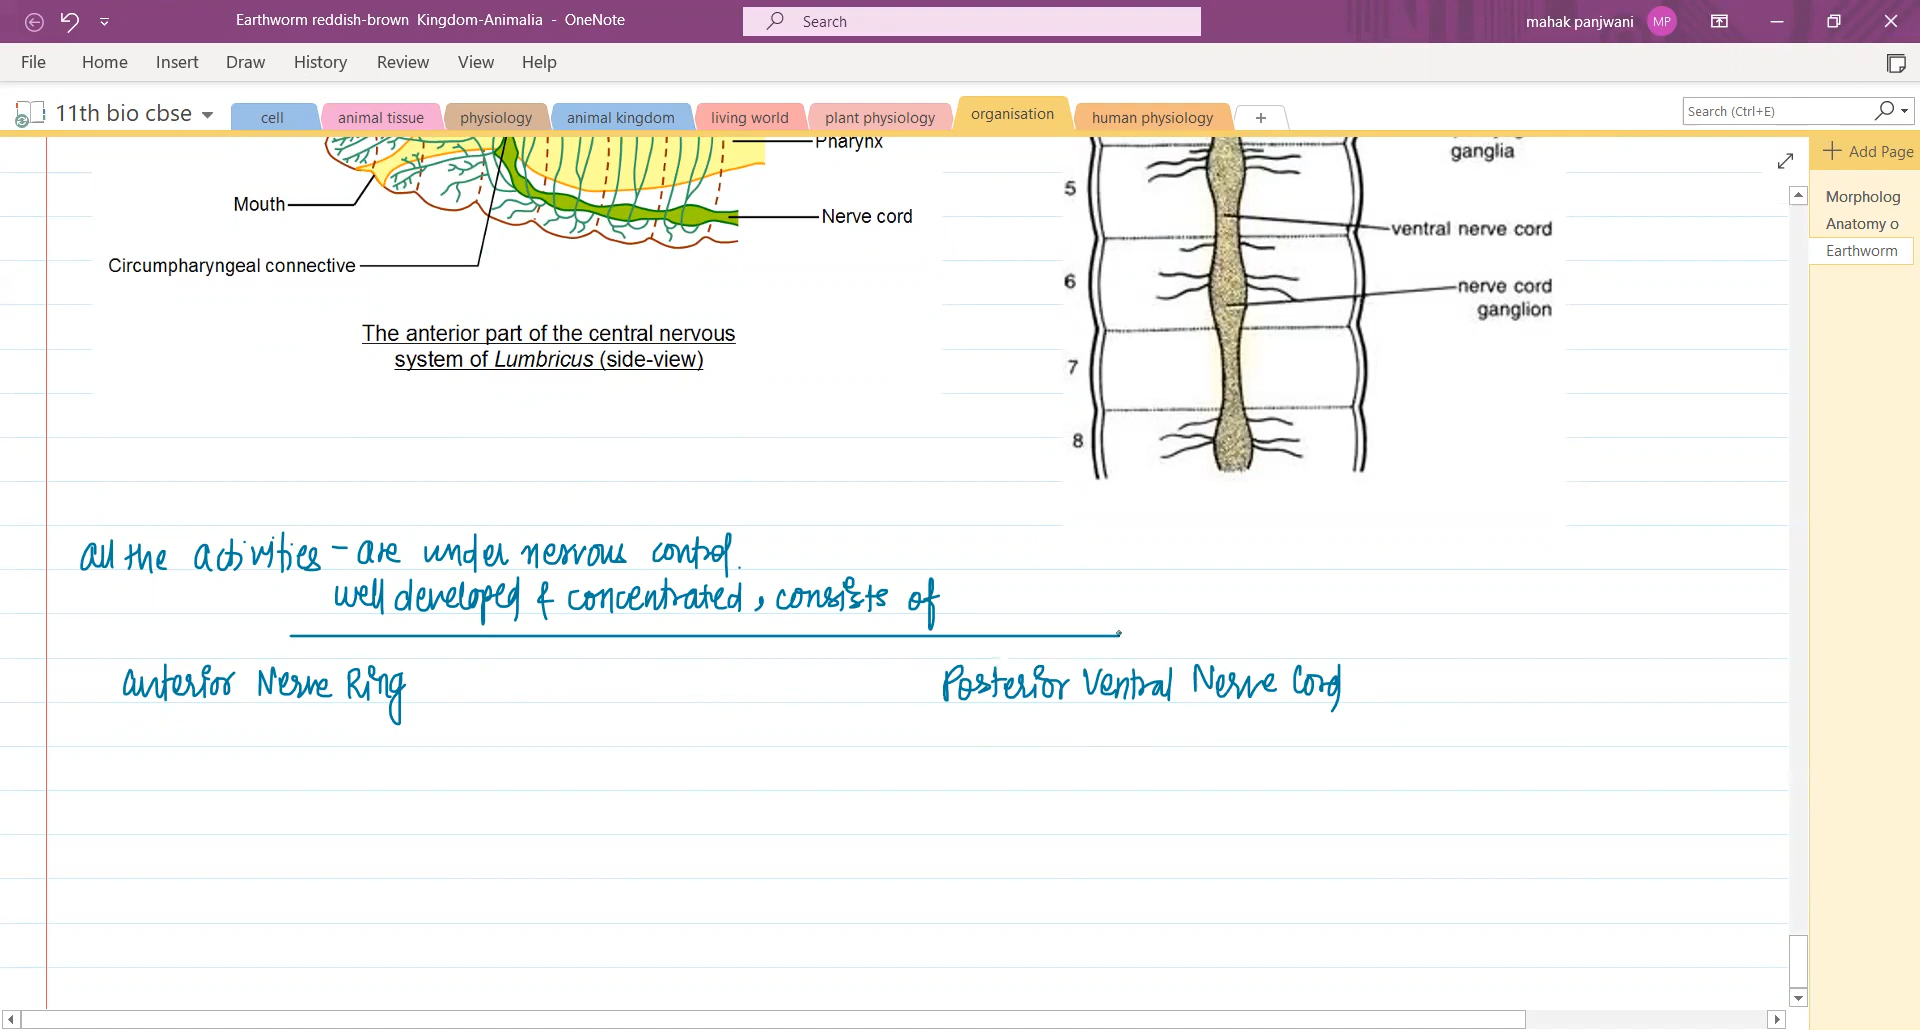 Earthworm reddish-brown Kingdom-Animalia - OneNote
Search
mahak panjwani MP
File Home Insert Draw History Review View Help
11th bio cbse
cell animal tissue physiology animal kingdom living world plant physiology organisation human physiology +
Search (Ctrl+E)
Add Page
Morpholog
Anatomy o
Earthworm
Pharynx
Mouth
Nerve cord
Circumpharyngeal connective
The anterior part of the central nervous
system of Lumbricus (side-view)
ganglia
5
ventral nerve cord
6
nerve cord
ganglion
7
8
All the activities - are under nervous control.
well developed & concentrated, consists of
Anterior Nerve Ring
Posterior Ventral Nerve Cord